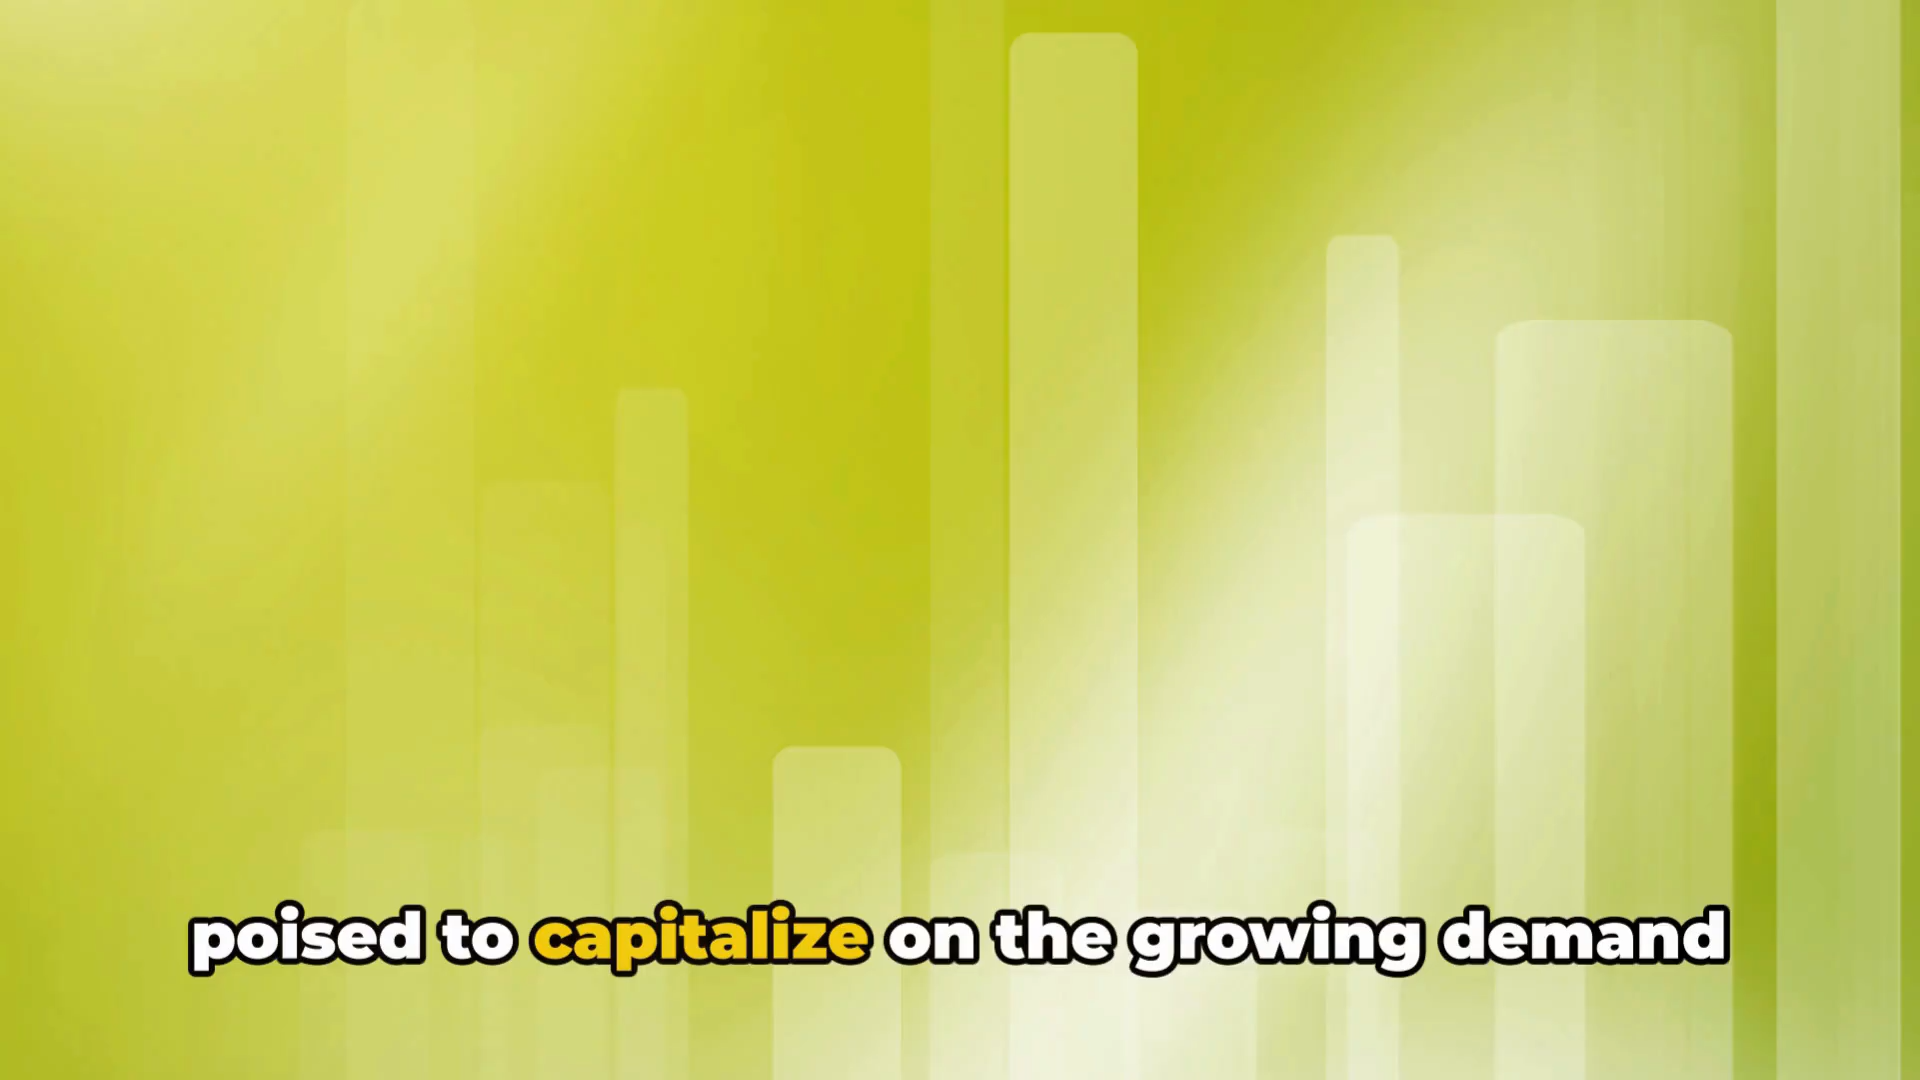 poised to capitalize on the growing demand